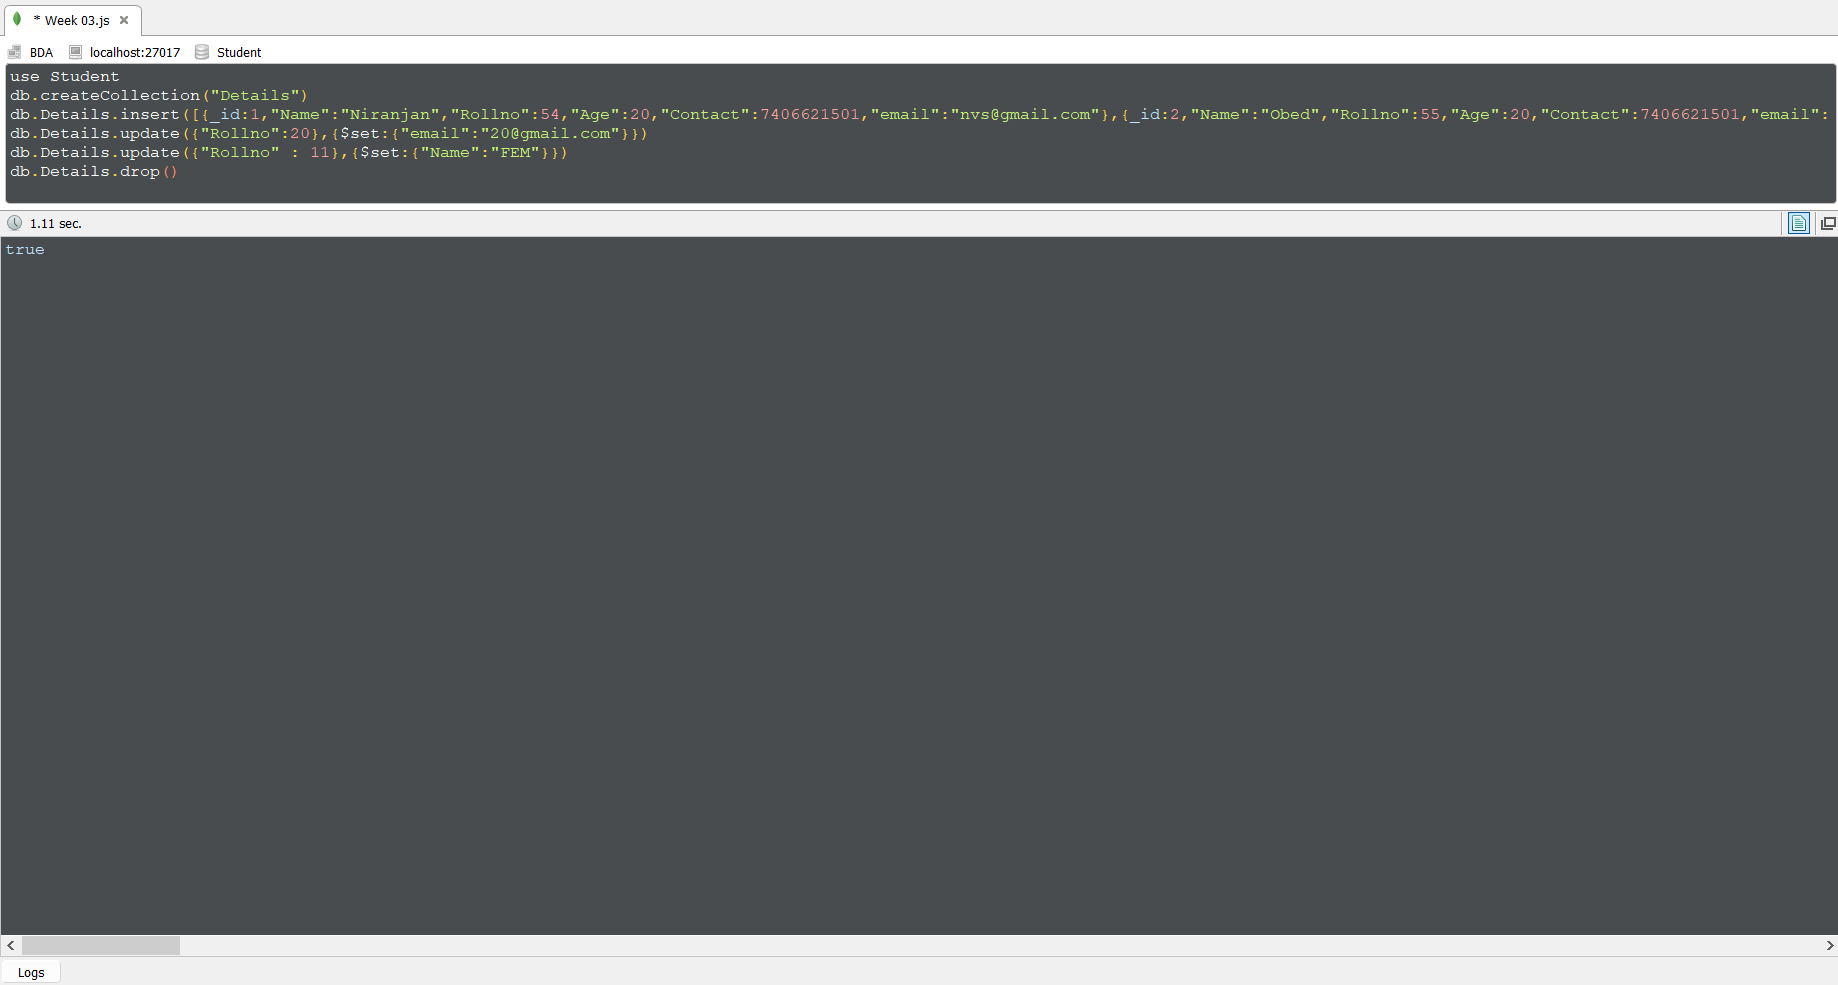 * Week 03.js
BDA localhost:27017 Student
use Student
db.createCollection("Details")
db.Details.insert([{_id:1,"Name":"Niranjan","Rollno":54,"Age":20,"Contact":7406621501,"email":"nvs@gmail.com"},{_id:2,"Name":"Obed","Rollno":55,"Age":20,"Contact":7406621501,"email":
db.Details.update({"Rollno":20},{$set:{"email":"20@gmail.com"}})
db.Details.update({"Rollno" : 11},{$set:{"Name":"FEM"}})
db.Details.drop()
1.11 sec.
true
Logs